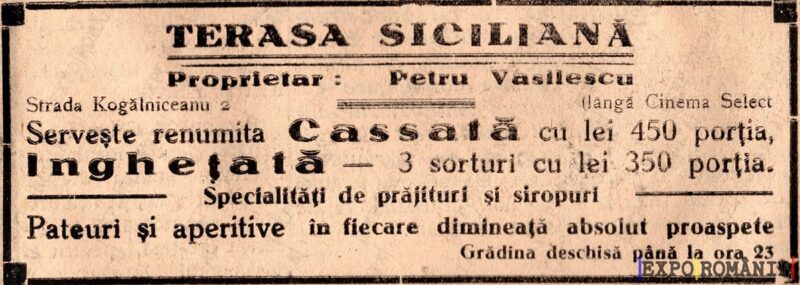 TERASA SICILIANĂ
Proprietar : Petru Vasilescu
Strada Kogălniceanu 2 (lângă Cinema Select
Servește renumita Cassată cu lei 450 porția,
Inghețată — 3 sorturi cu lei 350 porția.
Specialități de prăjituri și siropuri
Pateuri și aperitive în fiecare dimineață absolut proaspete
Grădina deschisă până la ora 23
EXPO ROMÂNI